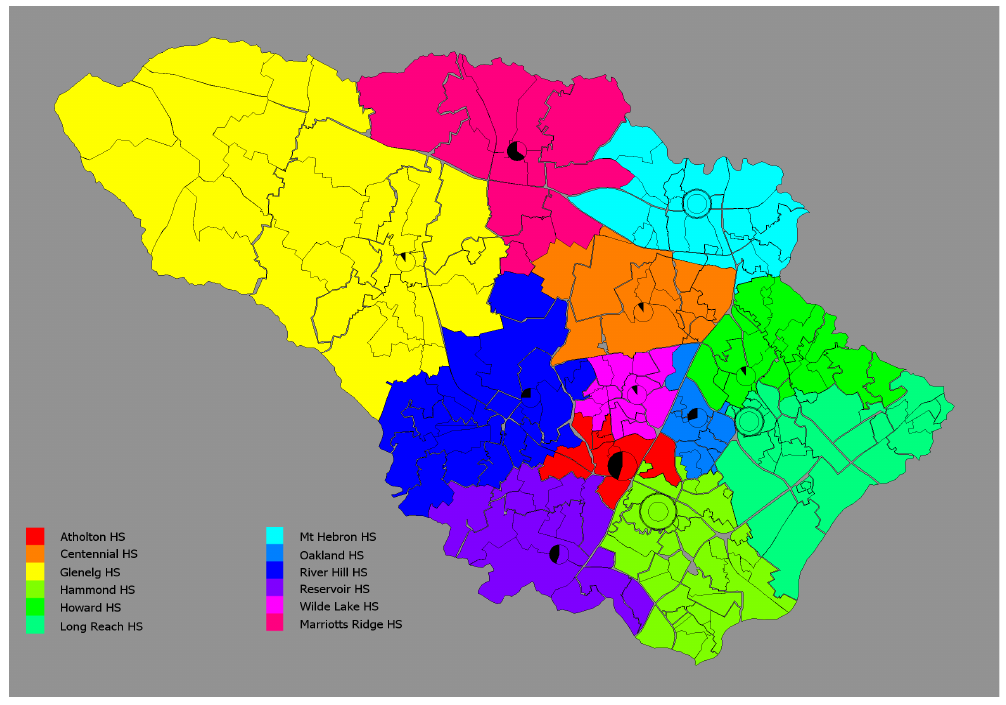 Atholton HS
Centennial HS
Glenelg HS
Hammond HS
Howard HS
Long Reach HS
Mt Hebron HS
Oakland HS
River Hill HS
Reservoir HS
Wilde Lake HS
Marriotts Ridge HS